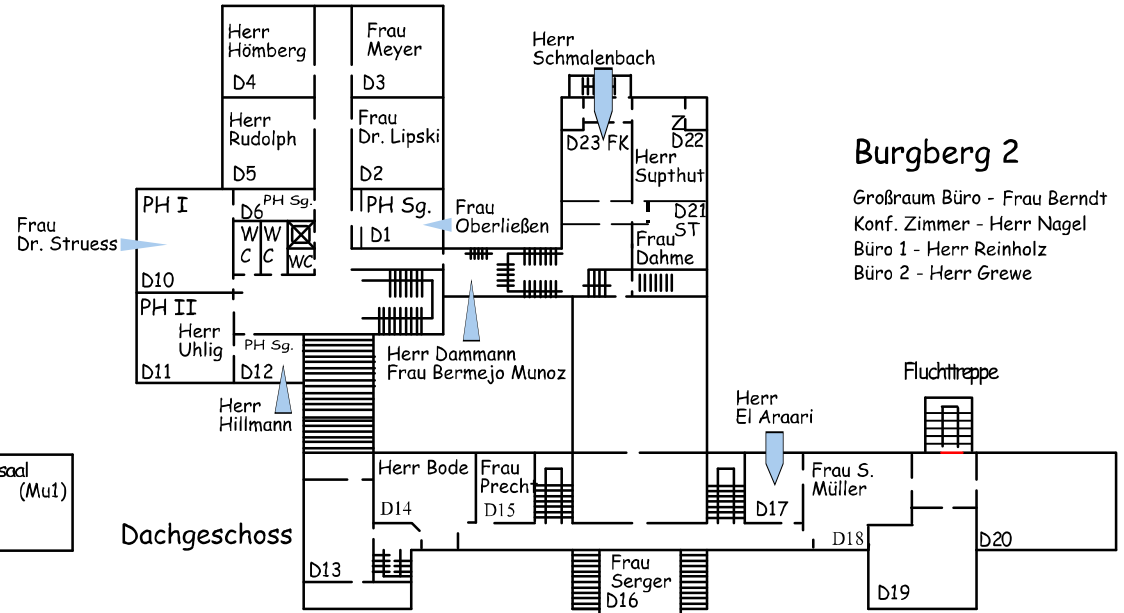 Herr
Hömberg
D4
Frau
Meyer
D3
Herr
Schmalenbach
Herr
Rudolph
D5
Frau
Dr. Lipski
D2
D23 FK
Z
D22
Herr
Supthut
Burgberg 2
Großraum Büro - Frau Berndt
Konf. Zimmer - Herr Nagel
Büro 1 - Herr Reinholz
Büro 2 - Herr Grewe
Frau
Dr. Struess
PH I
D10
PH Sg.
D6
W
C
W
C
WC
PH Sg.
D1
Frau
Oberließen
D21
ST
Frau
Dahme
PH II
Herr
Uhlig
D11
PH Sg.
D12
Herr
Hillmann
Herr Dammann
Frau Bermejo Munoz
Fluchttreppe
Herr
El Araari
saal
(Mu1)
Dachgeschoss
D13
Herr Bode
D14
Frau
Precht
D15
Frau
Serger
D16
D17
Frau S.
Müller
D18
D19
D20